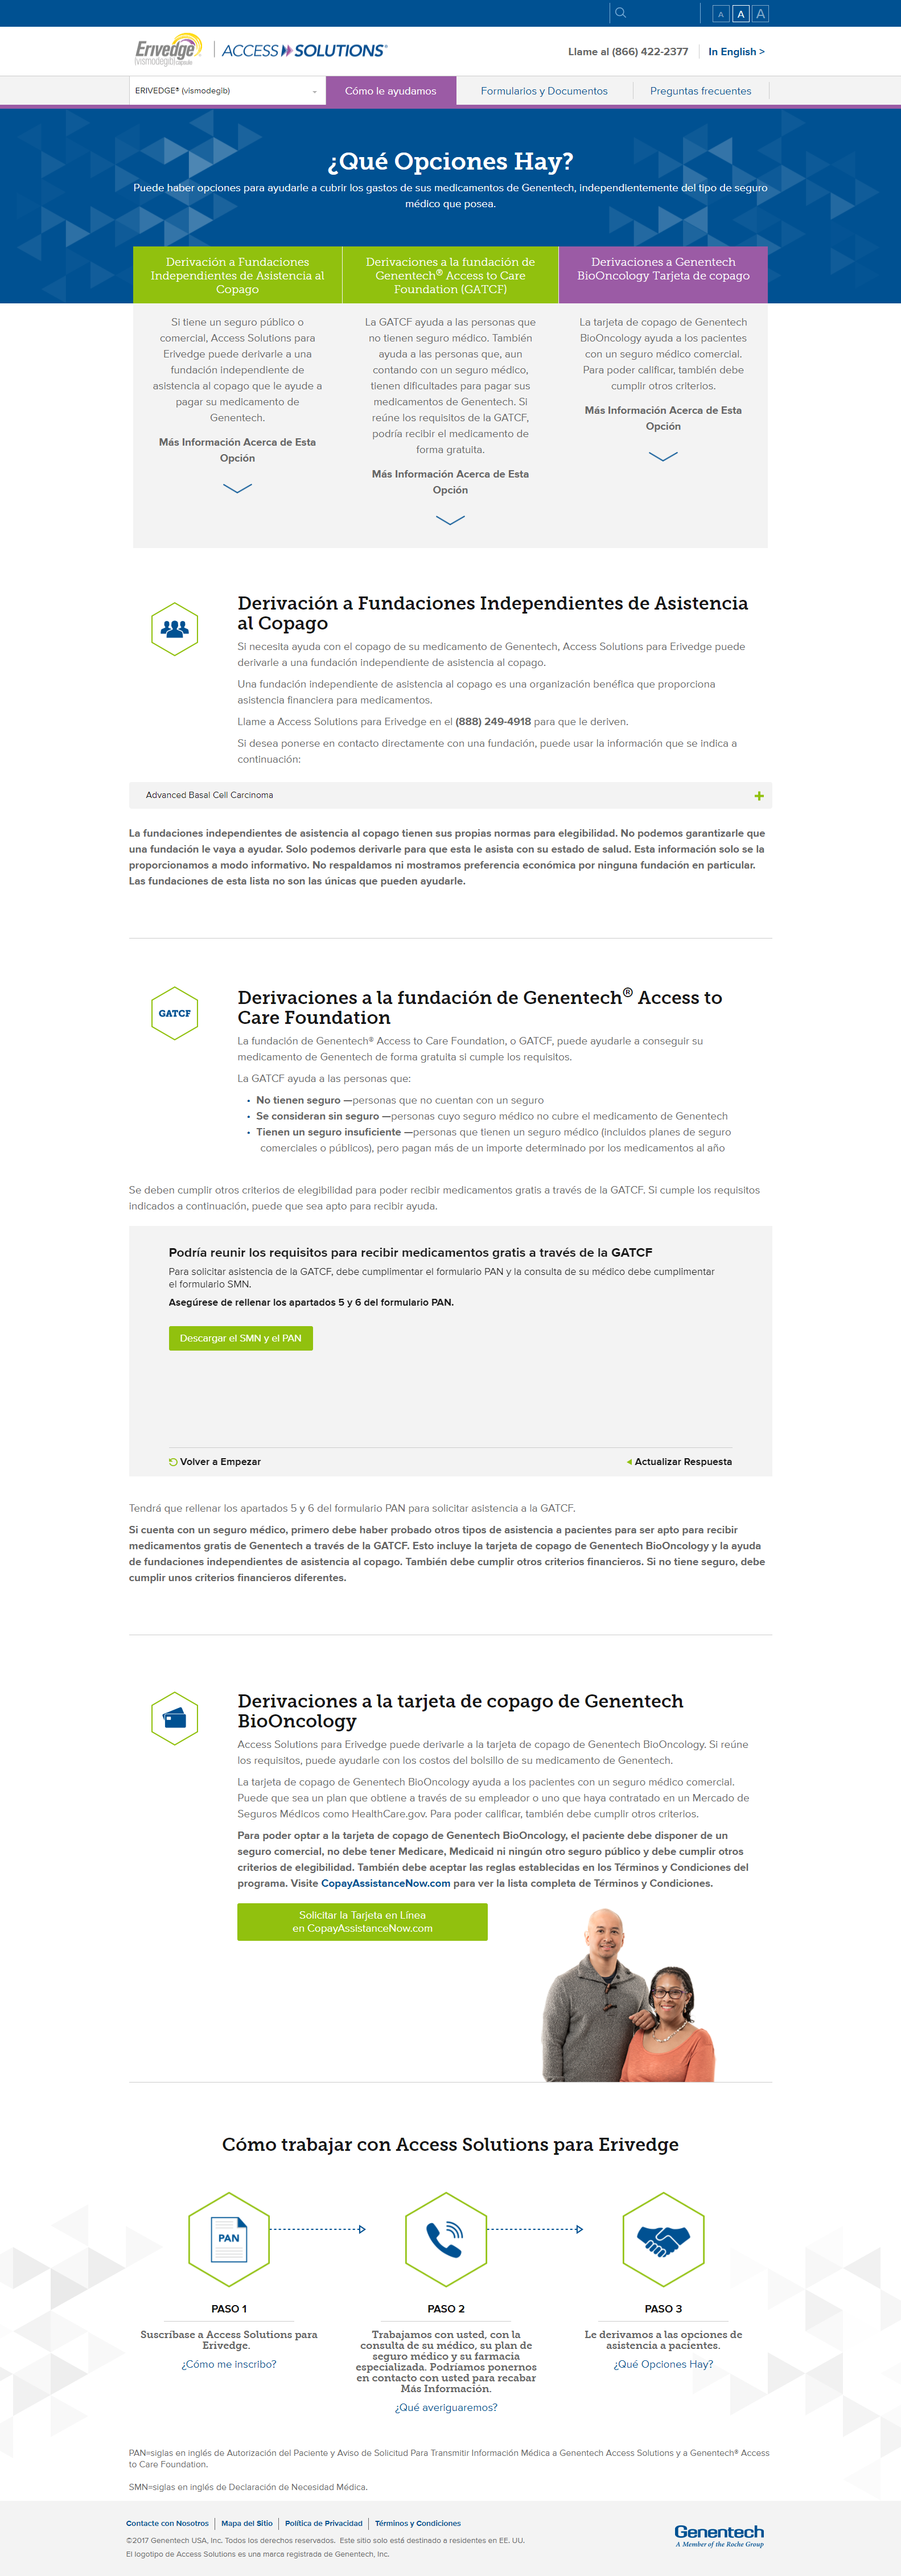 A A A
Erivedge®
(vismodegib) capsule
ACCESS SOLUTIONS®
Llame al (866) 422-2377
In English >
ERIVEDGE® (vismodegib)
Cómo le ayudamos
Formularios y Documentos
Preguntas frecuentes
¿Qué Opciones Hay?
Puede haber opciones para ayudarle a cubrir los gastos de sus medicamentos de Genentech, independientemente del tipo de seguro
médico que posea.
Derivación a Fundaciones
Independientes de Asistencia al
Copago
Si tiene un seguro público o
comercial, Access Solutions para
Erivedge puede derivarle a una
fundación independiente de
asistencia al copago que le ayude a
pagar su medicamento de
Genentech.
Más Información Acerca de Esta
Opción
Derivaciones a la fundación de
Genentech® Access to Care
Foundation (GATCF)
La GATCF ayuda a las personas que
no tienen seguro médico. También
ayuda a las personas que, aun
contando con un seguro médico,
tienen dificultades para pagar sus
medicamentos de Genentech. Si
reúne los requisitos de la GATCF,
podría recibir el medicamento de
forma gratuita.
Más Información Acerca de Esta
Opción
Derivaciones a Genentech
BioOncology Tarjeta de copago
La tarjeta de copago de Genentech
BioOncology ayuda a los pacientes
con un seguro médico comercial.
Para poder calificar, también debe
cumplir otros criterios.
Más Información Acerca de Esta
Opción
Derivación a Fundaciones Independientes de Asistencia
al Copago
Si necesita ayuda con el copago de su medicamento de Genentech, Access Solutions para Erivedge puede
derivarle a una fundación independiente de asistencia al copago.
Una fundación independiente de asistencia al copago es una organización benéfica que proporciona
asistencia financiera para medicamentos.
Llame a Access Solutions para Erivedge en el (888) 249-4918 para que le deriven.
Si desea ponerse en contacto directamente con una fundación, puede usar la información que se indica a
continuación:
Advanced Basal Cell Carcinoma
La fundaciones independientes de asistencia al copago tienen sus propias normas para elegibilidad. No podemos garantizarle que
una fundación le vaya a ayudar. Solo podemos derivarle para que esta le asista con su estado de salud. Esta información solo se la
proporcionamos a modo informativo. No respaldamos ni mostramos preferencia económica por ninguna fundación en particular.
Las fundaciones de esta lista no son las únicas que pueden ayudarle.
GATCF
Derivaciones a la fundación de Genentech® Access to
Care Foundation
La fundación de Genentech® Access to Care Foundation, o GATCF, puede ayudarle a conseguir su
medicamento de Genentech de forma gratuita si cumple los requisitos.
La GATCF ayuda a las personas que:
• No tienen seguro —personas que no cuentan con un seguro
• Se consideran sin seguro —personas cuyo seguro médico no cubre el medicamento de Genentech
• Tienen un seguro insuficiente —personas que tienen un seguro médico (incluidos planes de seguro
comerciales o públicos), pero pagan más de un importe determinado por los medicamentos al año
Se deben cumplir otros criterios de elegibilidad para poder recibir medicamentos gratis a través de la GATCF. Si cumple los requisitos
indicados a continuación, puede que sea apto para recibir ayuda.
Podría reunir los requisitos para recibir medicamentos gratis a través de la GATCF
Para solicitar asistencia de la GATCF, debe cumplimentar el formulario PAN y la consulta de su médico debe cumplimentar
el formulario SMN.
Asegúrese de rellenar los apartados 5 y 6 del formulario PAN.
Descargar el SMN y el PAN
Volver a Empezar
Actualizar Respuesta
Tendrá que rellenar los apartados 5 y 6 del formulario PAN para solicitar asistencia a la GATCF.
Si cuenta con un seguro médico, primero debe haber probado otros tipos de asistencia a pacientes para ser apto para recibir
medicamentos gratis de Genentech a través de la GATCF. Esto incluye la tarjeta de copago de Genentech BioOncology y la ayuda
de fundaciones independientes de asistencia al copago. También debe cumplir otros criterios financieros. Si no tiene seguro, debe
cumplir unos criterios financieros diferentes.
Derivaciones a la tarjeta de copago de Genentech
BioOncology
Access Solutions para Erivedge puede derivarle a la tarjeta de copago de Genentech BioOncology. Si reúne
los requisitos, puede ayudarle con los costos del bolsillo de su medicamento de Genentech.
La tarjeta de copago de Genentech BioOncology ayuda a los pacientes con un seguro médico comercial.
Puede que sea un plan que obtiene a través de su empleador o uno que haya contratado en un Mercado de
Seguros Médicos como HealthCare.gov. Para poder calificar, también debe cumplir otros criterios.
Para poder optar a la tarjeta de copago de Genentech BioOncology, el paciente debe disponer de un
seguro comercial, no debe tener Medicare, Medicaid ni ningún otro seguro público y debe cumplir otros
criterios de elegibilidad. También debe aceptar las reglas establecidas en los Términos y Condiciones del
programa. Visite CopayAssistanceNow.com para ver la lista completa de Términos y Condiciones.
Solicitar la Tarjeta en Línea
en CopayAssistanceNow.com
Cómo trabajar con Access Solutions para Erivedge
PAN
PASO 1
Suscríbase a Access Solutions para
Erivedge.
¿Cómo me inscribo?
PASO 2
Trabajamos con usted, con la
consulta de su médico, su plan de
seguro médico y su farmacia
especializada. Podríamos ponernos
en contacto con usted para recabar
Más Información.
¿Qué averiguaremos?
PASO 3
Le derivamos a las opciones de
asistencia a pacientes.
¿Qué Opciones Hay?
PAN=siglas en inglés de Autorización del Paciente y Aviso de Solicitud Para Transmitir Información Médica a Genentech Access Solutions y a Genentech® Access
to Care Foundation.
SMN=siglas en inglés de Declaración de Necesidad Médica.
Contacte con Nosotros
Mapa del Sitio
Política de Privacidad
Términos y Condiciones
©2017 Genentech USA, Inc. Todos los derechos reservados. Este sitio solo está destinado a residentes en EE. UU.
El logotipo de Access Solutions es una marca registrada de Genentech, Inc.
Genentech
A Member of the Roche Group